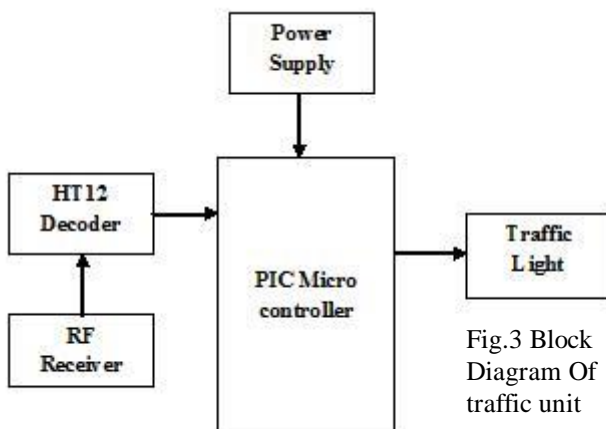 Power
Supply
HT12
Decoder
RF
Receiver
PIC Micro
controller
Traffic
Light
Fig.3 Block
Diagram Of
traffic unit